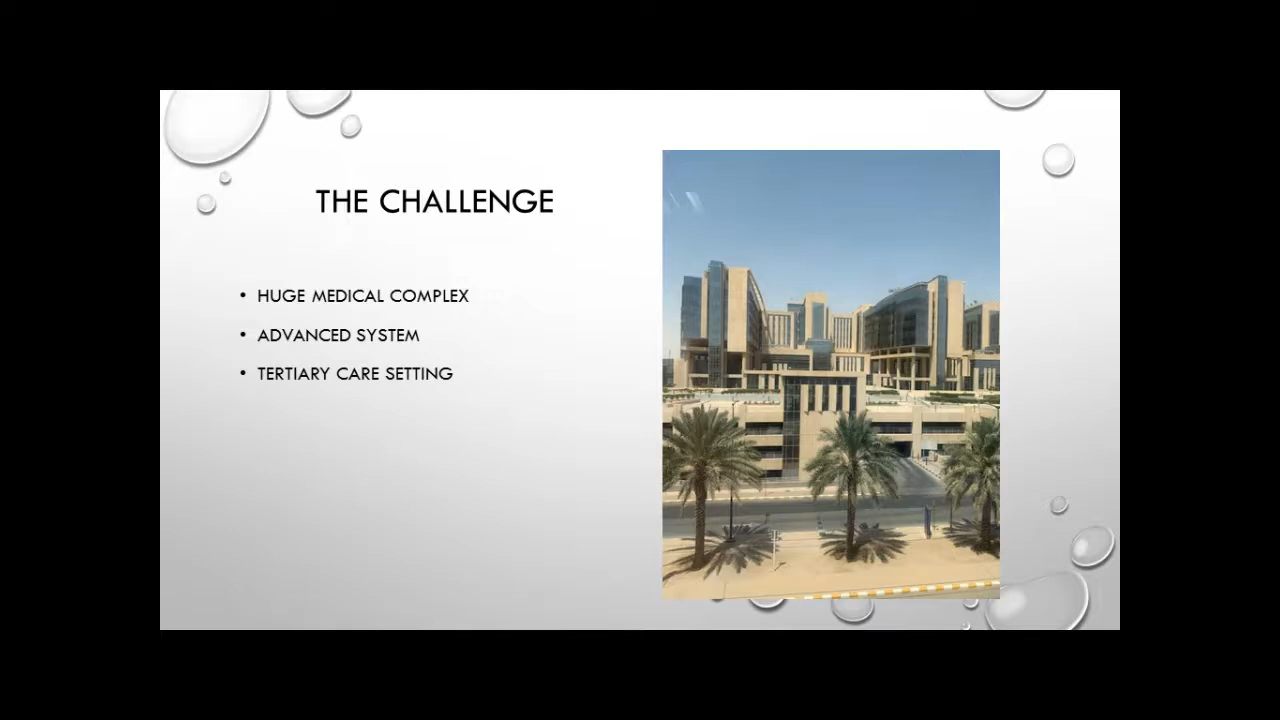 THE CHALLENGE
• HUGE MEDICAL COMPLEX
• ADVANCED SYSTEM
• TERTIARY CARE SETTING